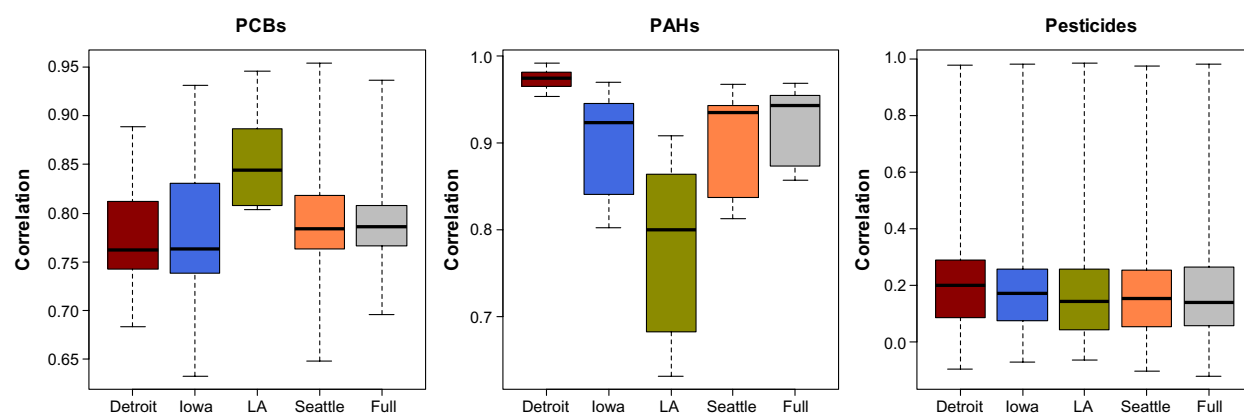 PCBs
Correlation
0.95
0.90
0.85
0.80
0.75
0.70
0.65
Detroit Iowa LA Seattle Full
PAHs
Correlation
1.0
0.9
0.8
0.7
Detroit Iowa LA Seattle Full
Pesticides
Correlation
1.0
0.8
0.6
0.4
0.2
0.0
Detroit Iowa LA Seattle Full